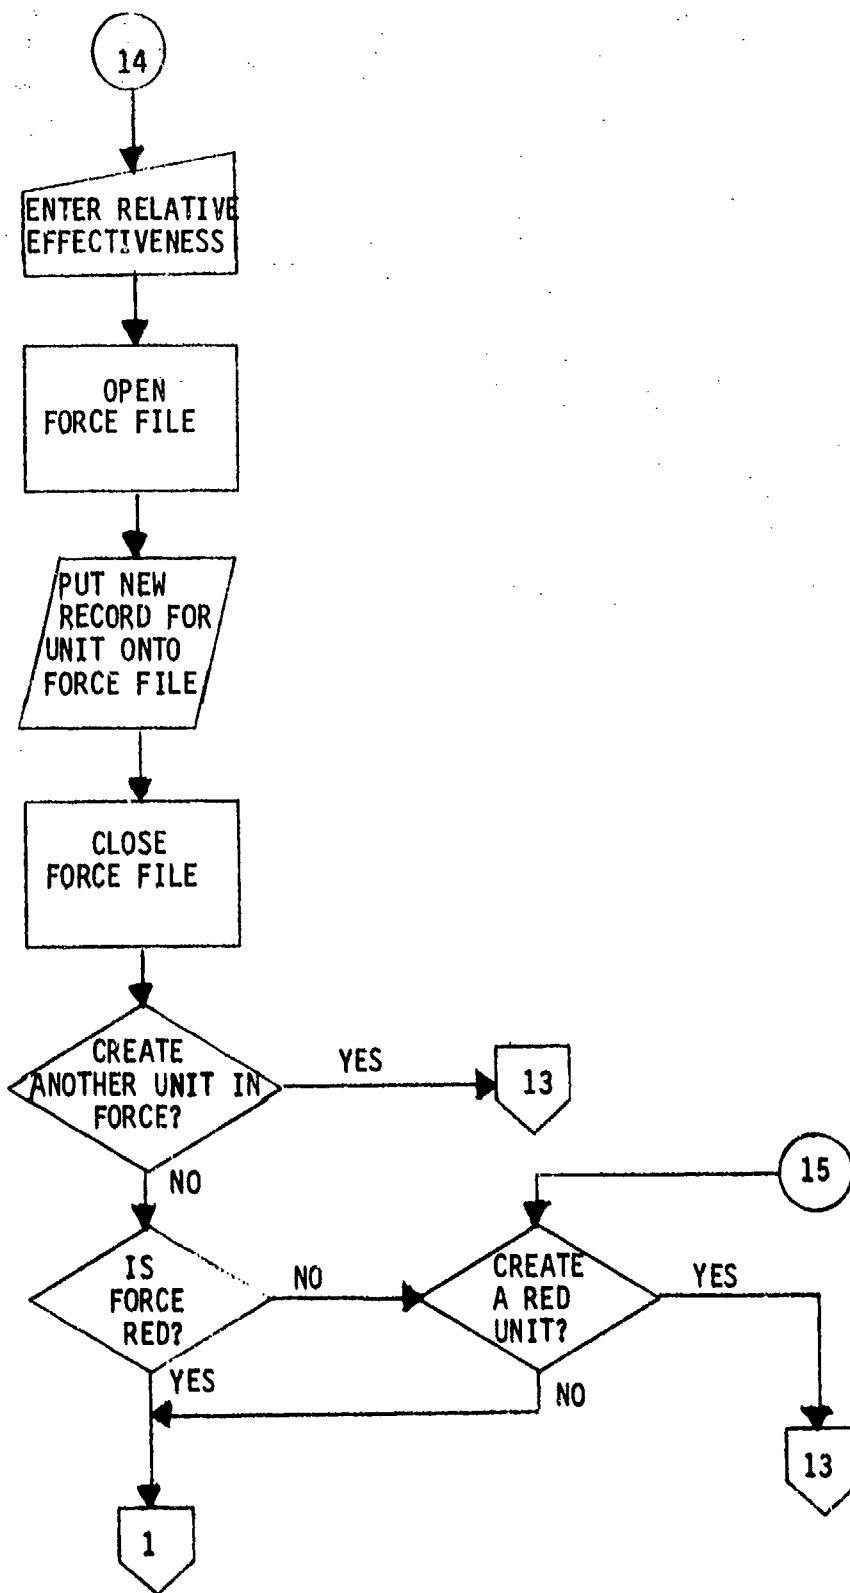 14
ENTER RELATIVE
EFFECTIVENESS
OPEN
FORCE FILE
PUT NEW
RECORD FOR
UNIT ONTO
FORCE FILE
CLOSE
FORCE FILE
CREATE
ANOTHER UNIT IN
FORCE?
YES
13
NO
15
IS
FORCE
RED?
NO
CREATE
A RED
UNIT?
YES
YES
NO
13
1